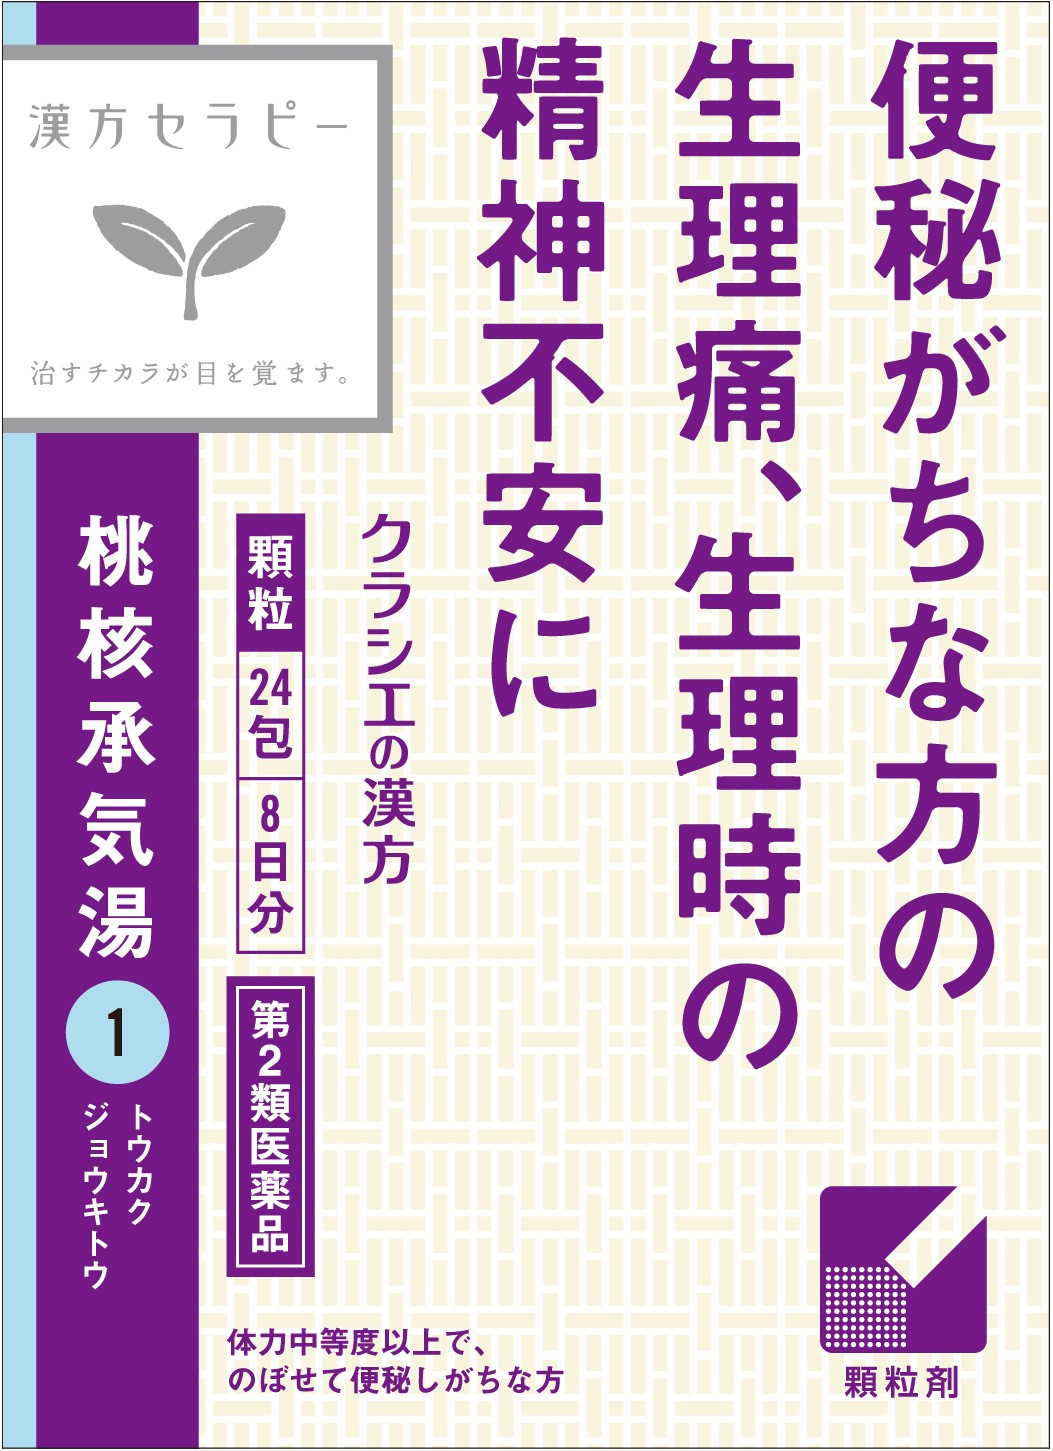 便秘がちな方の
生理痛、生理時の
精神不安に
漢方セラピー
治すチカラが目を覚ます。
クラシエの漢方
顆粒
24包
8日分
第2類医薬品
桃核承気湯
1
トウカク
ジョウキトウ
体力中等度以上で、
のぼせて便秘しがちな方
顆粒剤